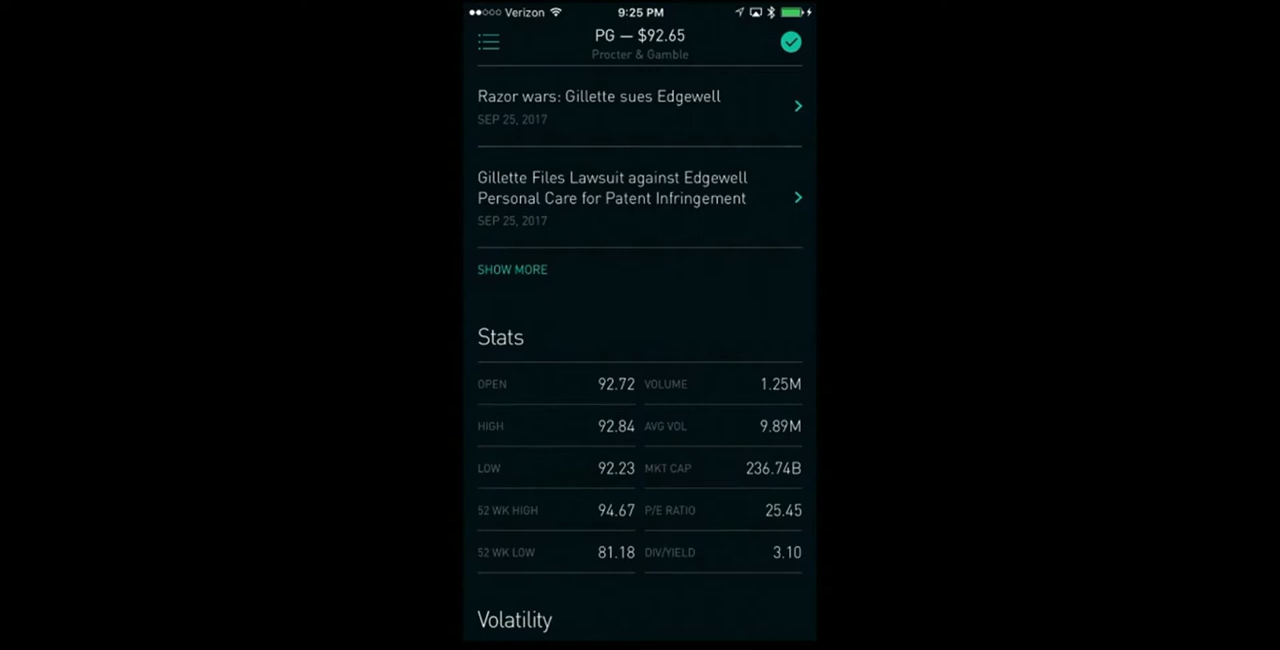 Verizon 9:25 PM
PG — $92.65
Procter & Gamble
Razor wars: Gillette sues Edgewell
SEP 25, 2017
Gillette Files Lawsuit against Edgewell
Personal Care for Patent Infringement
SEP 25, 2017
SHOW MORE
Stats
OPEN 92.72 VOLUME 1.25M
HIGH 92.84 AVG VOL 9.89M
LOW 92.23 MKT CAP 236.74B
52 WK HIGH 94.67 P/E RATIO 25.45
52 WK LOW 81.18 DIV/YIELD 3.10
Volatility